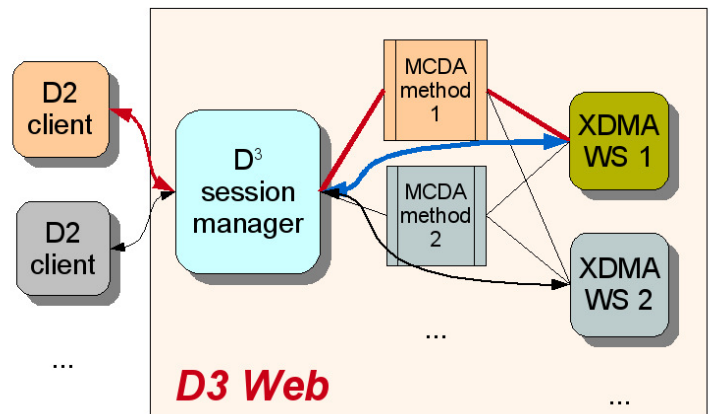 D2
client
D2
client
...
D³
session
manager
MCDA
method
1
MCDA
method
2
...
XDMA
WS 1
XDMA
WS 2
...
D3 Web